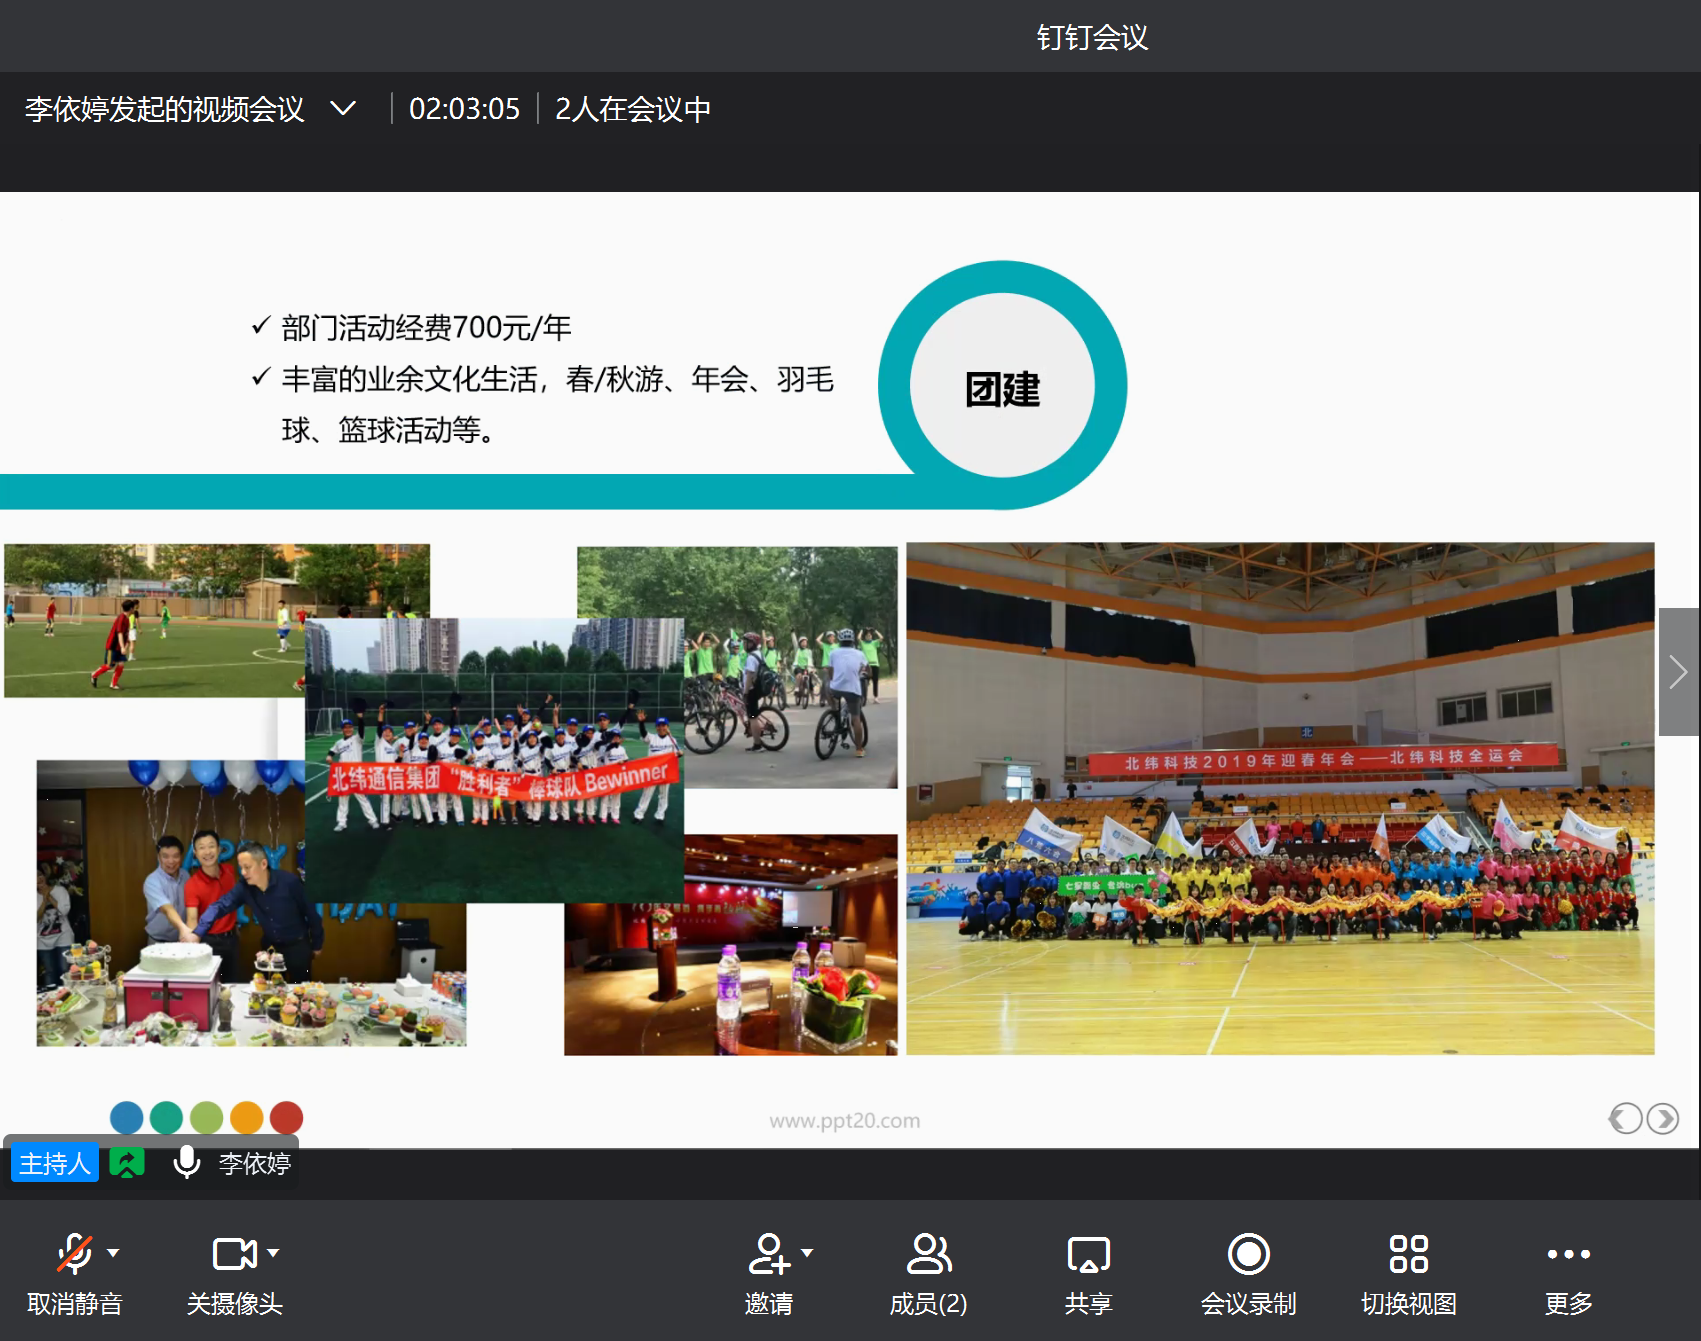 钉钉会议
李依婷发起的视频会议
02:03:05
2人在会议中
✓ 部门活动经费700元/年
✓ 丰富的业余文化生活，春/秋游、年会、羽毛
球、篮球活动等。
团建
北
北纬科技2019年迎春年会——北纬科技全运会
北纬通信集团“胜利者”棒球队 Bewinner
www.ppt20.com
主持人
李依婷
取消静音
关摄像头
邀请
成员(2)
共享
会议录制
切换视图
更多